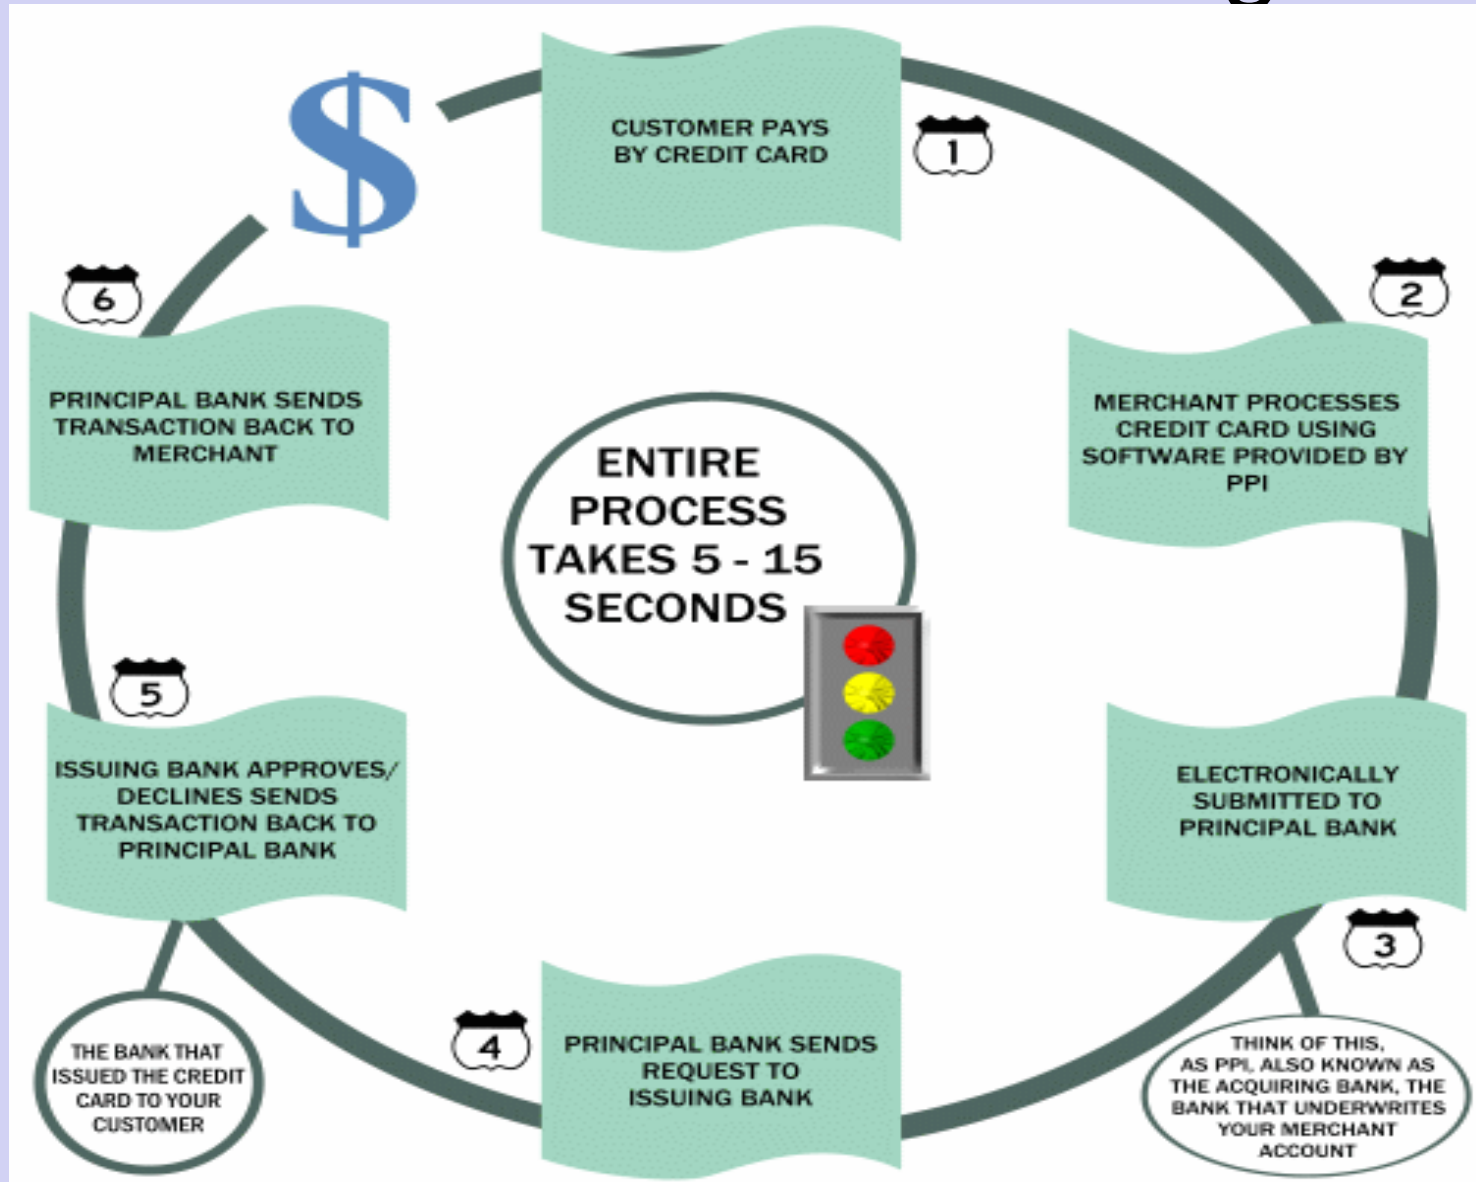 $
CUSTOMER PAYS
BY CREDIT CARD
1
2
MERCHANT PROCESSES
CREDIT CARD USING
SOFTWARE PROVIDED BY
PPI
ELECTRONICALLY
SUBMITTED TO
PRINCIPAL BANK
3
THINK OF THIS,
AS PPI, ALSO KNOWN AS
THE ACQUIRING BANK, THE
BANK THAT UNDERWRITES
YOUR MERCHANT
ACCOUNT
4
PRINCIPAL BANK SENDS
REQUEST TO
ISSUING BANK
5
ISSUING BANK APPROVES/
DECLINES SENDS
TRANSACTION BACK TO
PRINCIPAL BANK
THE BANK THAT
ISSUED THE CREDIT
CARD TO YOUR
CUSTOMER
6
PRINCIPAL BANK SENDS
TRANSACTION BACK TO
MERCHANT
ENTIRE
PROCESS
TAKES 5 - 15
SECONDS